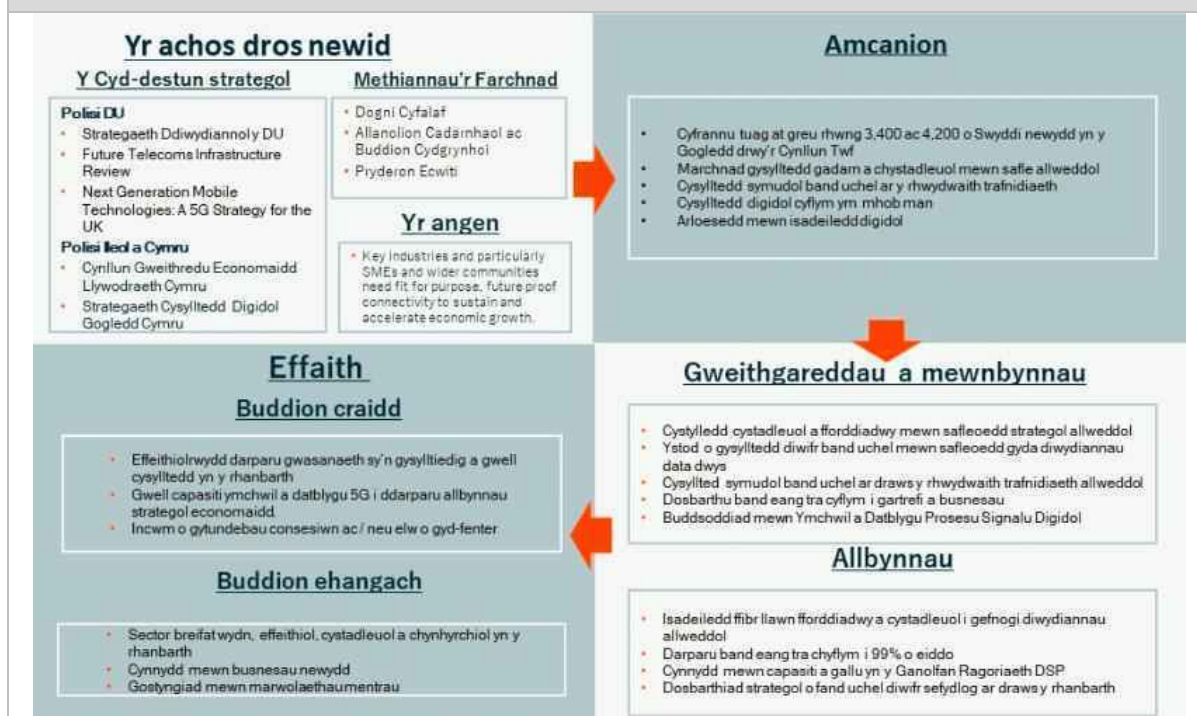 Yr achos dros newid
Y Cyd-destun strategol
Polisi DU
• Strategaeth Ddiwydiannol y DU
• Future Telecoms Infrastructure
Review
• Next Generation Mobile
Technologies: A 5G Strategy for the
UK
Polisi lleol a Cymru
• Cynllun Gweithredu Economaidd
Llywodraeth Cymru
• Strategaeth Cysylltedd Digidol
Gogledd Cymru
Methiannau'r Farchnad
• Dogni Cyfalaf
• Allanolion Cadarnhaol ac
Buddion Cydgrynhoi
• Pryderon Ecwiti
Yr angen
• Key industries and particularly
SMEs and wider communities
need fit for purpose, future proof
connectivity to sustain and
accelerate economic growth.
Amcanion
• Cyfrannu tuag at greu rhwng 3,400 ac 4,200 o Swyddi newydd yn y
Gogledd drwy'r Cynllun Twf
• Marchnad gysylltedd gadarn a chystadleuol mewn safle allweddol
• Cysylltedd symudol band uchel ar y rhwydwaith trafnidiaeth
• Cysylltedd digidol cyflym ym mhob man
• Arloesedd mewn isadeiledd digidol
Gweithgareddau a mewnbynnau
• Cystylledd cystadleuol a fforddiadwy mewn safleoedd strategol allweddol
• Ystod o gysylltedd diwifr band uchel mewn safleoedd gyda diwydiannau
data dwys
• Cysyllted symudol band uchel ar draws y rhwydwaith trafnidiaeth allweddol
• Dosbarthu band eang tra cyflym i gartrefi a busnesau
• Buddsoddiad mewn Ymchwil a Datblygu Prosesu Signalu Digidol
Allbynnau
• Isadeiledd ffibr llawn fforddiadwy a cystadleuol i gefnogi diwydiannau
allweddol
• Darparu band eang tra chyflym i 99% o eiddo
• Cynnydd mewn capasiti a gallu yn y Ganolfan Ragoriaeth DSP
• Dosbarthiad strategol o fand uchel diwifr sefydlog ar draws y rhanbarth
Effaith
Buddion craidd
• Effeithiolrwydd darparu gwasanaeth sy'n gysylltiedig a gwell
cysylltedd yn y rhanbarth
• Gwell capasiti ymchwil a datblygu 5G i ddarparu allbynnau
strategol economaidd
• Incwm o gytundebau consesiwn ac / neu elw o gyd-fenter
Buddion ehangach
• Sector breifat wydn, effeithiol, cystadleuol a chynhyrchiol yn y
rhanbarth
• Cynnydd mewn busnesau newydd
• Gostyngiad mewn marwolaethau mentrau